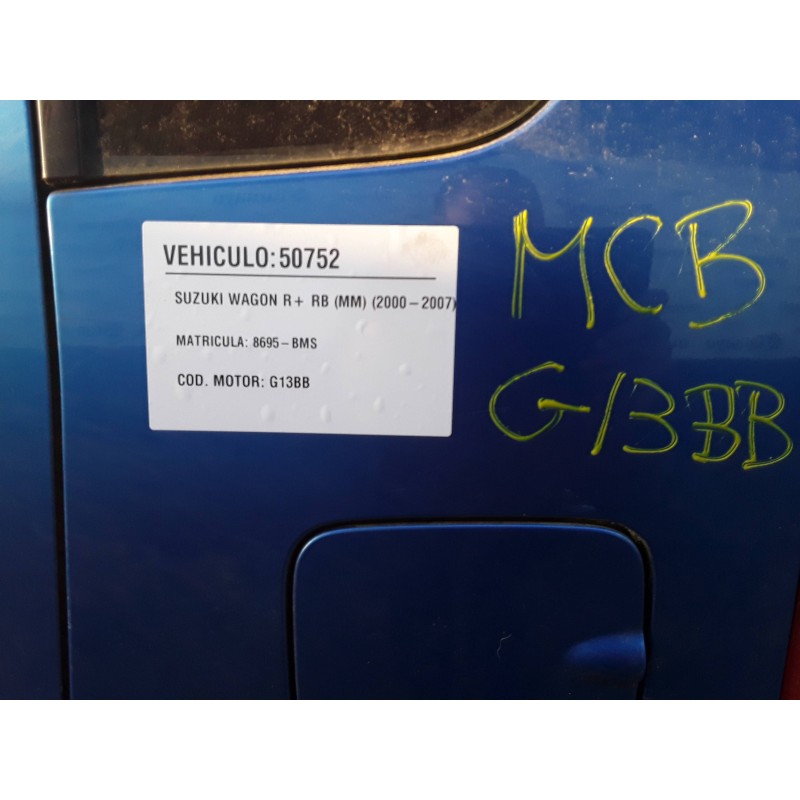 VEHICULO:50752
SUZUKI WAGON R+ RB (MM) (2000-2007)
MATRICULA: 8695-BMS
COD. MOTOR: G13BB
MCB
G13BB